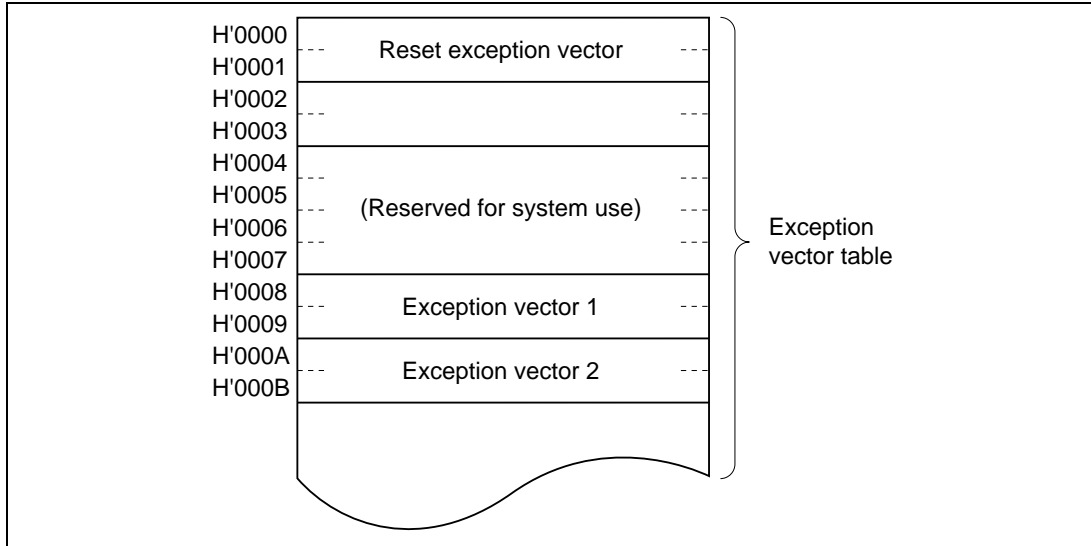 H'0000
Reset exception vector
H'0001
H'0002
H'0003
H'0004
H'0005
(Reserved for system use)
H'0006
H'0007
H'0008
Exception vector 1
H'0009
H'000A
Exception vector 2
H'000B
Exception
vector table